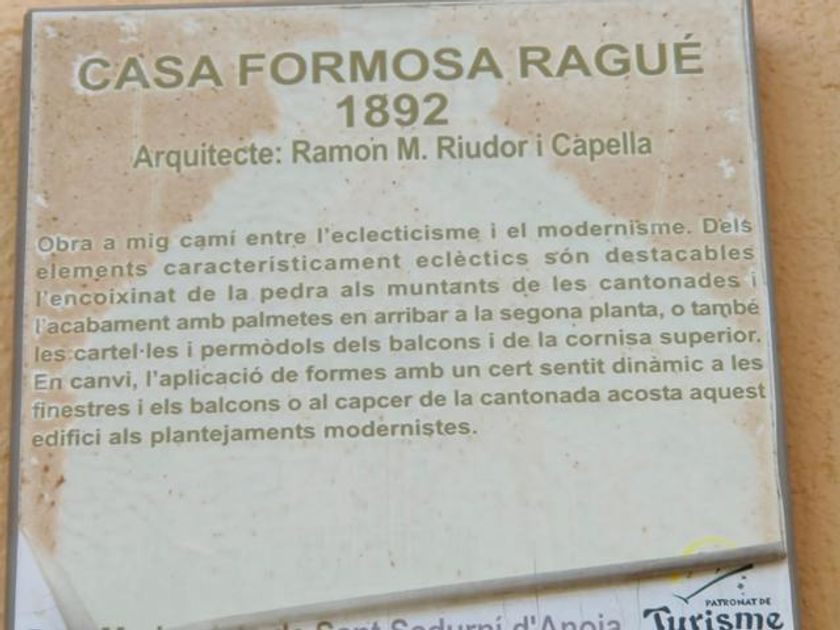 CASA FORMOSA RAGUÉ
1892
Arquitecte: Ramon M. Riudor i Capella
Obra a mig camí entre l'eclecticisme i el modernisme. Dels
elements característicament eclèctics són destacables
l'encoixinat de la pedra als muntants de les cantonades i
l'acabament amb palmetes en arribar a la segona planta, o també
les cartel·les i permòdols dels balcons i de la cornisa superior.
En canvi, l'aplicació de formes amb un cert sentit dinàmic a les
finestres i els balcons o al capcer de la cantonada acosta aquest
edifici als plantejaments modernistes.
de Sant Sadurní d'Anoia
PATRONAT DE
Turisme